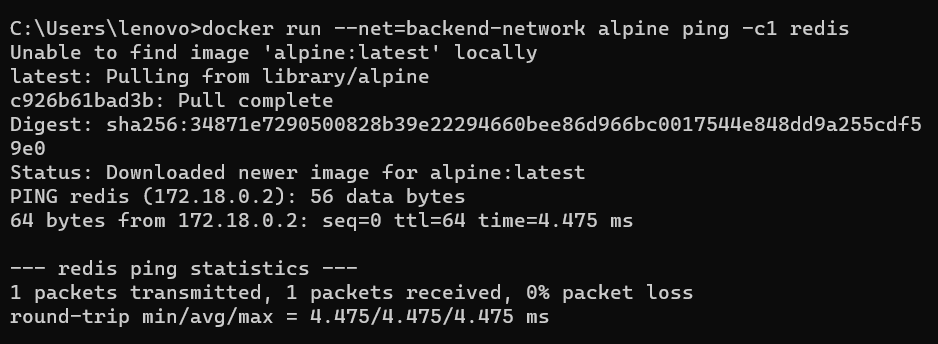 C:\Users\lenovo>docker run --net=backend-network alpine ping -c1 redis
Unable to find image 'alpine:latest' locally
latest: Pulling from library/alpine
c926b61bad3b: Pull complete
Digest: sha256:34871e7290500828b39e22294660bee86d966bc0017544e848dd9a255cdf5
9e0
Status: Downloaded newer image for alpine:latest
PING redis (172.18.0.2): 56 data bytes
64 bytes from 172.18.0.2: seq=0 ttl=64 time=4.475 ms
--- redis ping statistics ---
1 packets transmitted, 1 packets received, 0% packet loss
round-trip min/avg/max = 4.475/4.475/4.475 ms